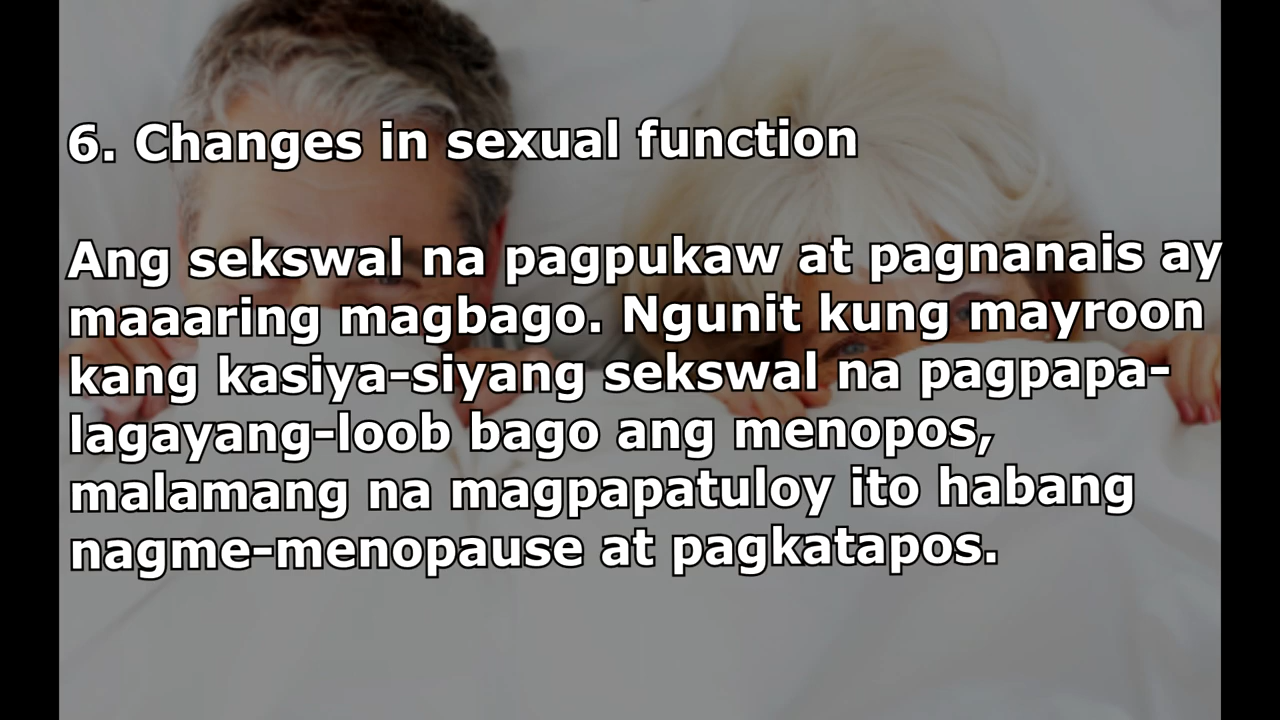 6. Changes in sexual function
Ang sekswal na pagpukaw at pagnanais ay
maaaring magbago. Ngunit kung mayroon
kang kasiya-siyang sekswal na pagpapa-
lagayang-loob bago ang menopos,
malamang na magpapatuloy ito habang
nagme-menopause at pagkatapos.